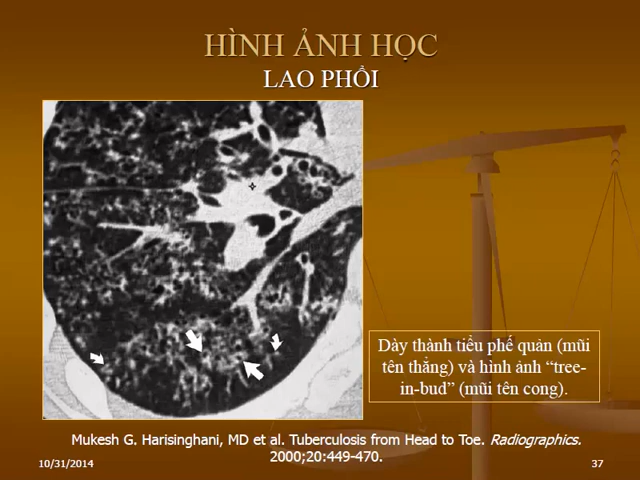 HÌNH ẢNH HỌC
LAO PHỒI
Dày thành tiểu phế quản (mũi
tên thẳng) và hình ảnh “tree-
in-bud” (mũi tên cong).
Mukesh G. Harisinghani, MD et al. Tuberculosis from Head to Toe. Radiographics.
2000;20:449-470.
10/31/2014
37